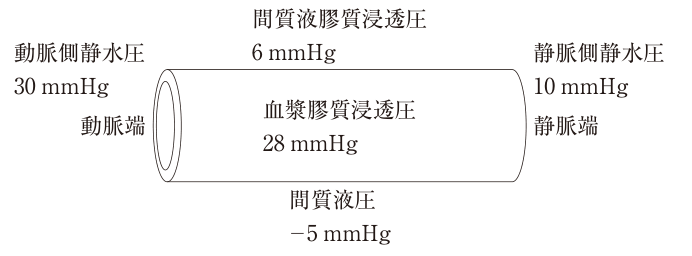 間質液膠質浸透圧
6 mmHg
動脈側静水圧
30 mmHg
動脈端
血漿膠質浸透圧
28 mmHg
静脈側静水圧
10 mmHg
静脈端
間質液圧
−5 mmHg